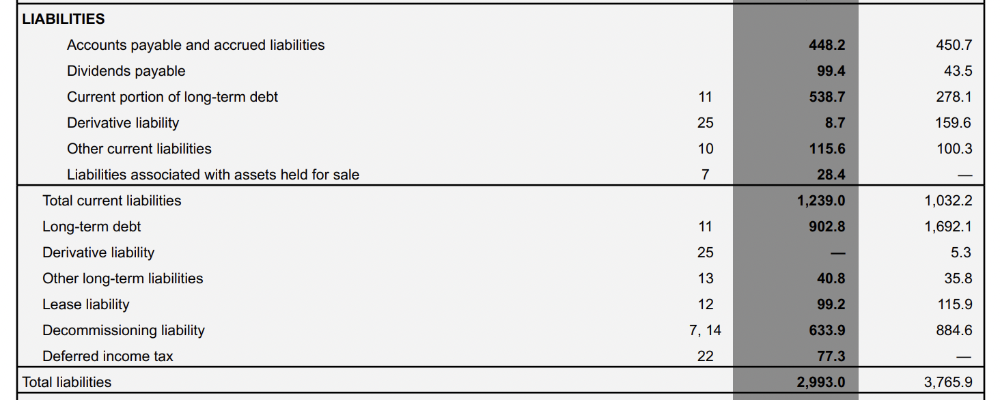 LIABILITIES
Accounts payable and accrued liabilities 448.2 450.7
Dividends payable 99.4 43.5
Current portion of long-term debt 11 538.7 278.1
Derivative liability 25 8.7 159.6
Other current liabilities 10 115.6 100.3
Liabilities associated with assets held for sale 7 28.4 —
Total current liabilities 1,239.0 1,032.2
Long-term debt 11 902.8 1,692.1
Derivative liability 25 — 5.3
Other long-term liabilities 13 40.8 35.8
Lease liability 12 99.2 115.9
Decommissioning liability 7, 14 633.9 884.6
Deferred income tax 22 77.3 —
Total liabilities 2,993.0 3,765.9